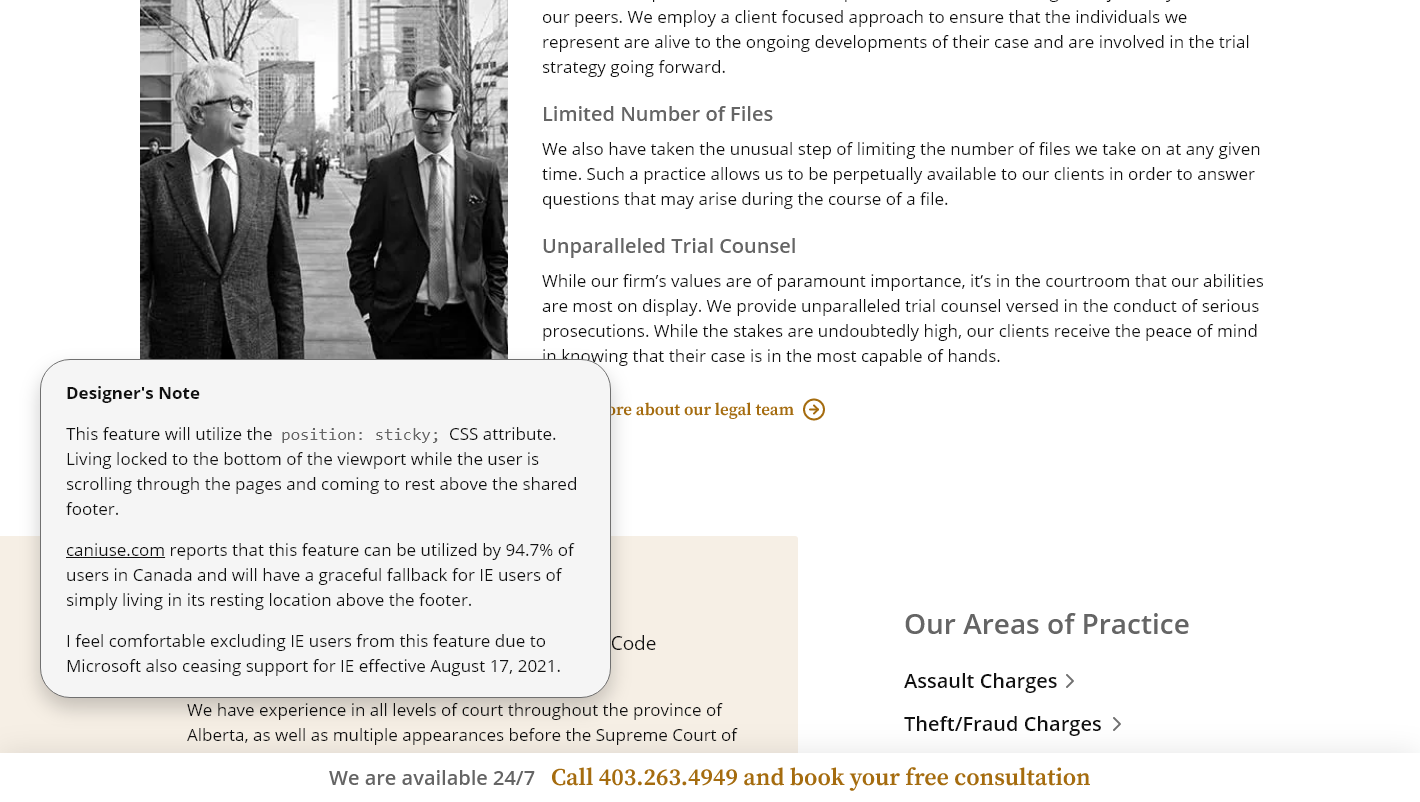 our peers. We employ a client focused approach to ensure that the individuals we
represent are alive to the ongoing developments of their case and are involved in the trial
strategy going forward.
Limited Number of Files
We also have taken the unusual step of limiting the number of files we take on at any given
time. Such a practice allows us to be perpetually available to our clients in order to answer
questions that may arise during the course of a file.
Unparalleled Trial Counsel
While our firm’s values are of paramount importance, it’s in the courtroom that our abilities
are most on display. We provide unparalleled trial counsel versed in the conduct of serious
prosecutions. While the stakes are undoubtedly high, our clients receive the peace of mind
in knowing that their case is in the most capable of hands.
about our legal team
Designer's Note
This feature will utilize the position: sticky; CSS attribute.
Living locked to the bottom of the viewport while the user is
scrolling through the pages and coming to rest above the shared
footer.
caniuse.com reports that this feature can be utilized by 94.7% of
users in Canada and will have a graceful fallback for IE users of
simply living in its resting location above the footer.
I feel comfortable excluding IE users from this feature due to
Microsoft also ceasing support for IE effective August 17, 2021.
Code
We have experience in all levels of court throughout the province of
Alberta, as well as multiple appearances before the Supreme Court of
Our Areas of Practice
Assault Charges
Theft/Fraud Charges
We are available 24/7 Call 403.263.4949 and book your free consultation